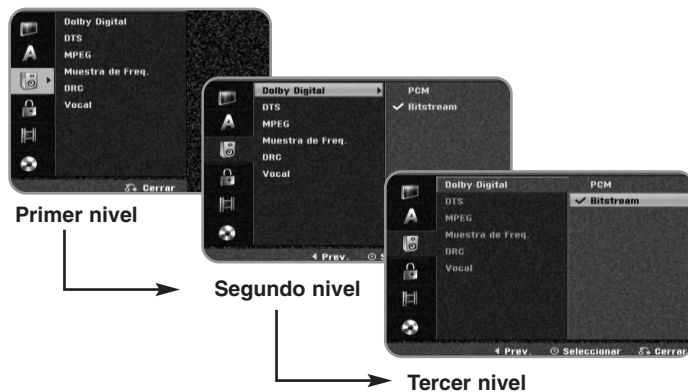 Dolby Digital
DTS
MPEG
Muestra de Freq.
DRC
Vocal
Cerrar
Primer nivel
Dolby Digital
DTS
MPEG
Muestra de Freq.
DRC
Vocal
PCM
Bitstream
Prev.
Segundo nivel
Dolby Digital
DTS
MPEG
Muestra de Freq.
DRC
Vocal
PCM
Bitstream
Prev. Seleccionar Cerrar
Tercer nivel